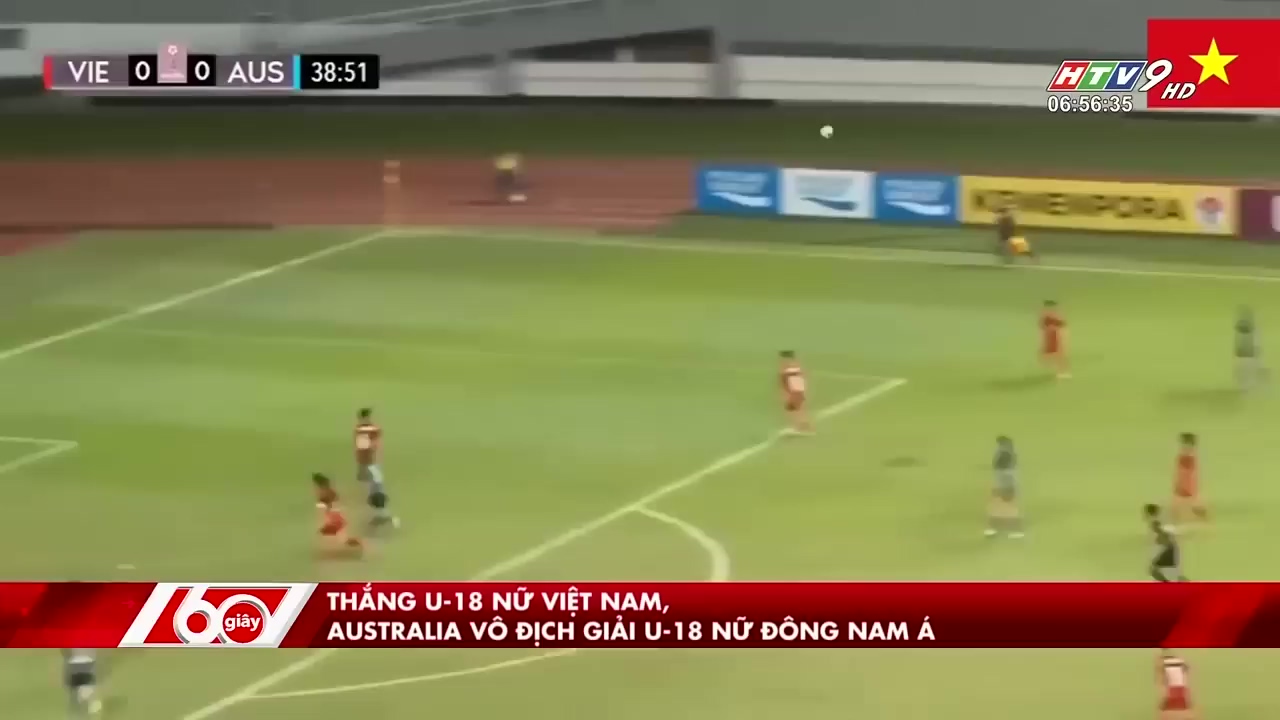 VIE 0 0 AUS 38:51
HTV9 HD
06:56:35
KEMENPORA
60 giây
THẮNG U-18 NỮ VIỆT NAM,
AUSTRALIA VÔ ĐỊCH GIẢI U-18 NỮ ĐÔNG NAM Á